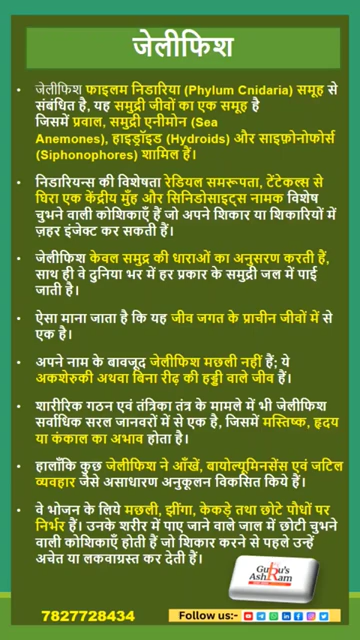 जेलीफिश
• जेलीफिश फाइलम निडारिया (Phylum Cnidaria) समूह से
संबंधित है, यह समुद्री जीवों का एक समूह है
जिसमें प्रवाल, समुद्री एनीमोन (Sea
Anemones), हाइड्रॉइड (Hydroids) और साइफ़ोनोफोर्स
(Siphonophores) शामिल हैं।
• निडारियन्स की विशेषता रेडियल समरूपता, टेंटेकल्स से
घिरा एक केंद्रीय मुँह और सिनिडोसाइट्स नामक विशेष
चुभने वाली कोशिकाएँ हैं जो अपने शिकार या शिकारियों में
ज़हर इंजेक्ट कर सकती हैं।
• जेलीफिश केवल समुद्र की धाराओं का अनुसरण करती हैं,
साथ ही वे दुनिया भर में हर प्रकार के समुद्री जल में पाई
जाती है।
• ऐसा माना जाता है कि यह जीव जगत के प्राचीन जीवों में से
एक है।
• अपने नाम के बावजूद जेलीफिश मछली नहीं हैं; ये
अकशेरुकी अथवा बिना रीढ़ की हड्डी वाले जीव हैं।
• शारीरिक गठन एवं तंत्रिका तंत्र के मामले में भी जेलीफिश
सर्वाधिक सरल जानवरों में से एक है, जिसमें मस्तिष्क, हृदय
या कंकाल का अभाव होता है।
• हालाँकि कुछ जेलीफिश ने आँखें, बायोल्यूमिनसेंस एवं जटिल
व्यवहार जैसे असाधारण अनुकूलन विकसित किये हैं।
• वे भोजन के लिये मछली, झींगा, केकड़े तथा छोटे पौधों पर
निर्भर हैं। उनके शरीर में पाए जाने वाले जाल में छोटी चुभने
वाली कोशिकाएँ होती हैं जो शिकार करने से पहले उन्हें
अचेत या लकवाग्रस्त कर देती हैं।
GuRu's
AshRam
7827728434
Follow us:-